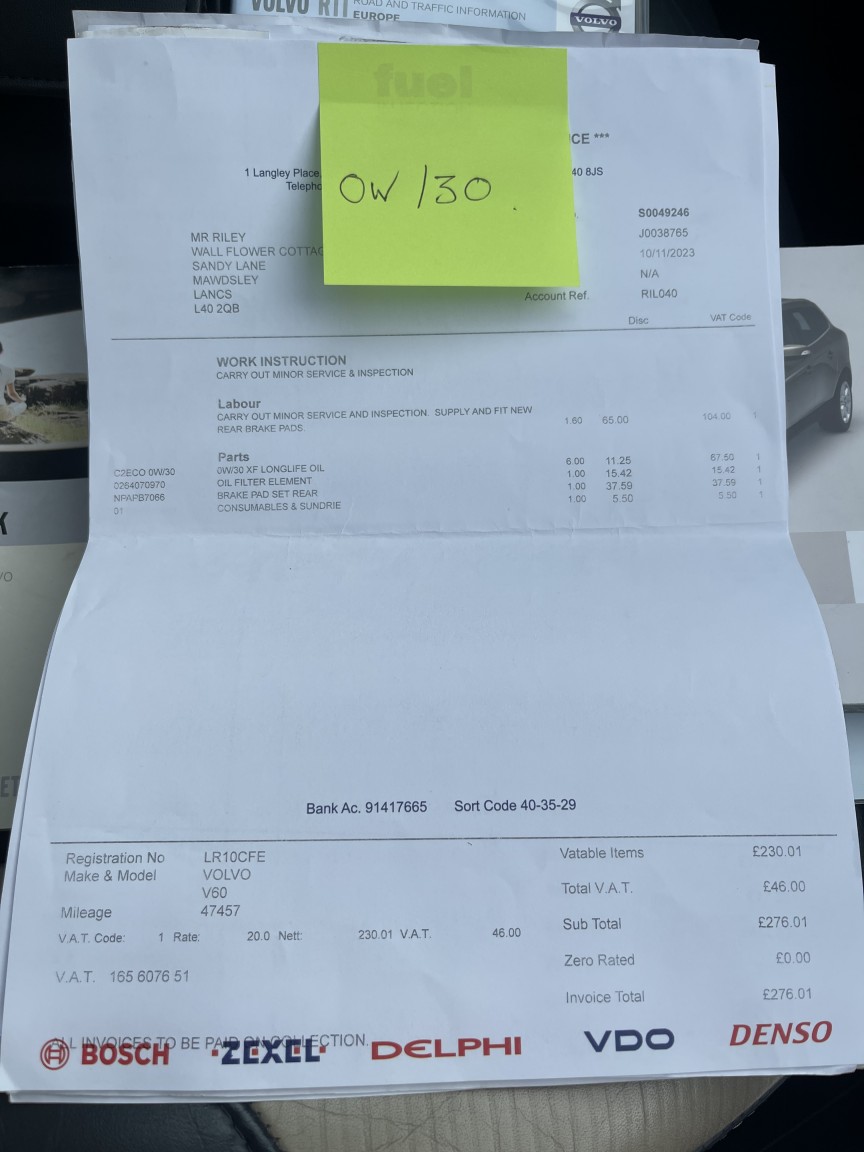 VOLVO RTI ROAD AND TRAFFIC INFORMATION
EUROPE
VOLVO
fuel
0W/30.
ICE ***
1 Langley Place,
40 8JS
Telepho
S0049246
MR RILEY
J0038765
WALL FLOWER COTTAG
10/11/2023
SANDY LANE
MAWDSLEY
N/A
LANCS
Account Ref. RIL040
L40 2QB
Disc VAT Code
WORK INSTRUCTION
CARRY OUT MINOR SERVICE & INSPECTION
Labour
CARRY OUT MINOR SERVICE AND INSPECTION. SUPPLY AND FIT NEW
REAR BRAKE PADS.
1.60 65.00 104.00 1
Parts
C2ECO 0W/30 0W/30 XF LONGLIFE OIL 6.00 11.25 67.50 1
0264070970 OIL FILTER ELEMENT 1.00 15.42 15.42 1
NPAPB7066 BRAKE PAD SET REAR 1.00 37.59 37.59 1
01 CONSUMABLES & SUNDRIE 1.00 5.50 5.50 1
Bank Ac. 91417665 Sort Code 40-35-29
Registration No LR10CFE
Make & Model VOLVO
V60
Mileage 47457
V.A.T. Code: 1 Rate: 20.0 Nett: 230.01 V.A.T. 46.00
V.A.T. 165 6076 51
Vatable Items £230.01
Total V.A.T. £46.00
Sub Total £276.01
Zero Rated £0.00
Invoice Total £276.01
ALL INVOICES TO BE PAID ON COLLECTION.
BOSCH ZEXEL DELPHI VDO DENSO